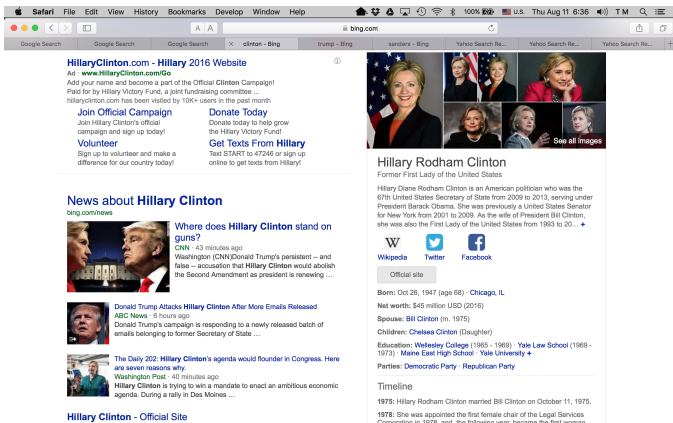 Safari File Edit View History Bookmarks Develop Window Help 100% U.S. Thu Aug 11 6:36 T M
A A bing.com
Google Search Google Search Google Search clinton - Bing trump - Bing sanders - Bing Yahoo Search Re... Yahoo Search Re... Yahoo Search Re...
HillaryClinton.com - Hillary 2016 Website
Ad · www.HillaryClinton.com/Go
Add your name and become a part of the Official Clinton Campaign!
Paid for by Hillary Victory Fund, a joint fundraising committee ...
hillaryclinton.com has been visited by 10K+ users in the past month
Join Official Campaign
Join Hillary Clinton's official
campaign and sign up today!
Donate Today
Donate today to help grow
the Hillary Victory Fund!
Volunteer
Sign up to volunteer and make a
difference for our country today!
Get Texts From Hillary
Text START to 47246 or sign up
online to get texts from Hillary!
News about Hillary Clinton
bing.com/news
Where does Hillary Clinton stand on
guns?
CNN · 43 minutes ago
Washington (CNN)Donald Trump's persistent -- and
false -- accusation that Hillary Clinton would abolish
the Second Amendment as president is renewing ...
Donald Trump Attacks Hillary Clinton After More Emails Released
ABC News · 6 hours ago
Donald Trump's campaign is responding to a newly released batch of
emails belonging to former Secretary of State ...
The Daily 202: Hillary Clinton's agenda would flounder in Congress. Here
are seven reasons why.
Washington Post · 40 minutes ago
Hillary Clinton is trying to win a mandate to enact an ambitious economic
agenda. During a rally in Des Moines ...
Hillary Clinton - Official Site
See all images
Hillary Rodham Clinton
Former First Lady of the United States
Hillary Diane Rodham Clinton is an American politician who was the
67th United States Secretary of State from 2009 to 2013, serving under
President Barack Obama. She was previously a United States Senator
for New York from 2001 to 2009. As the wife of President Bill Clinton,
she was also the First Lady of the United States from 1993 to 20... +
W
Wikipedia Twitter Facebook
Official site
Born: Oct 26, 1947 (age 68) · Chicago, IL
Net worth: $45 million USD (2016)
Spouse: Bill Clinton (m. 1975)
Children: Chelsea Clinton (Daughter)
Education: Wellesley College (1965 - 1969) · Yale Law School (1969 -
1973) · Maine East High School · Yale University +
Parties: Democratic Party · Republican Party
Timeline
1975: Hillary Rodham Clinton married Bill Clinton on October 11, 1975.
1978: She was appointed the first female chair of the Legal Services
Corporation in 1978, and, the following year, became the first woman